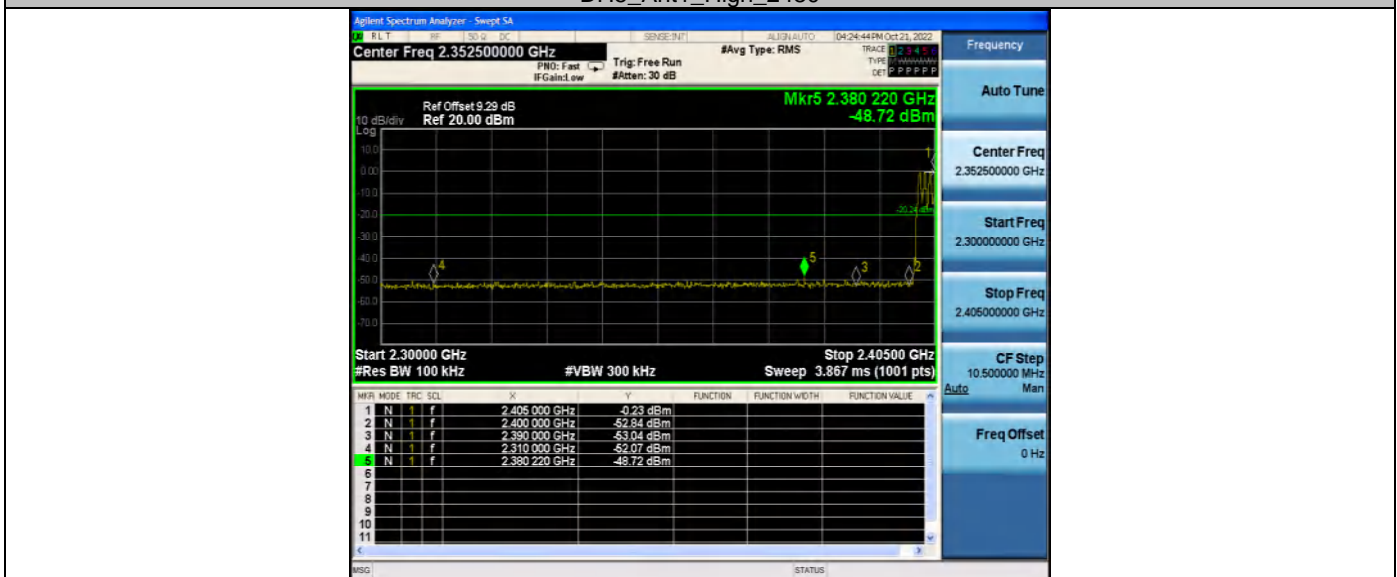 DH5_Ant1_High_2480
Agilent Spectrum Analyzer - Swept SA
RLT RF 50 Ω DC SENSE:INT ALIGNAUTO 04:24:44 PM Oct 21, 2022
Center Freq 2.352500000 GHz
#Avg Type: RMS
TRACE 1 2 3 4 5 6
TYPE
DET P P P P P P
PNO: Fast
IFGain:Low
Trig: Free Run
#Atten: 30 dB
Mkr5 2.380 220 GHz
-48.72 dBm
Ref Offset 9.29 dB
10 dB/div Ref 20.00 dBm
Log
10.0
0.00
-10.0
-20.0
-30.0
-40.0
-50.0
-60.0
-70.0
1
-20.24 dBm
4
5
3
2
Start 2.30000 GHz Stop 2.40500 GHz
#Res BW 100 kHz #VBW 300 kHz Sweep 3.867 ms (1001 pts)
MKR MODE TRC SCL X Y FUNCTION FUNCTION WIDTH FUNCTION VALUE
1 N 1 f 2.405 000 GHz -0.23 dBm
2 N 1 f 2.400 000 GHz -52.84 dBm
3 N 1 f 2.390 000 GHz -53.04 dBm
4 N 1 f 2.310 000 GHz -52.07 dBm
5 N 1 f 2.380 220 GHz -48.72 dBm
6
7
8
9
10
11
MSG STATUS
Frequency
Auto Tune
Center Freq
2.352500000 GHz
Start Freq
2.300000000 GHz
Stop Freq
2.405000000 GHz
CF Step
10.500000 MHz
Auto Man
Freq Offset
0 Hz